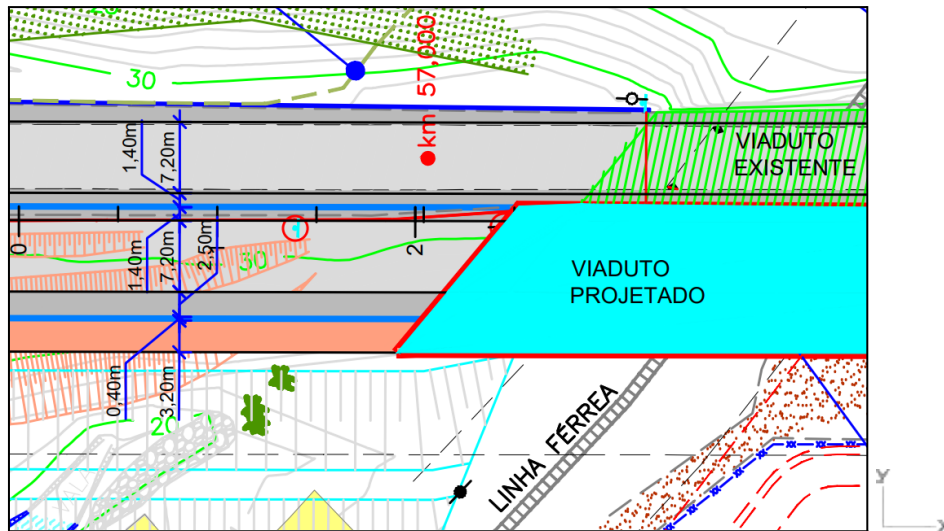 30
km 57,000
1,40m
7,20m
VIADUTO
EXISTENTE
0
1,40m
7,20m
2,50m
30
2
VIADUTO
PROJETADO
0,40m
3,20m
20
LINHA FÉRREA
Y
X